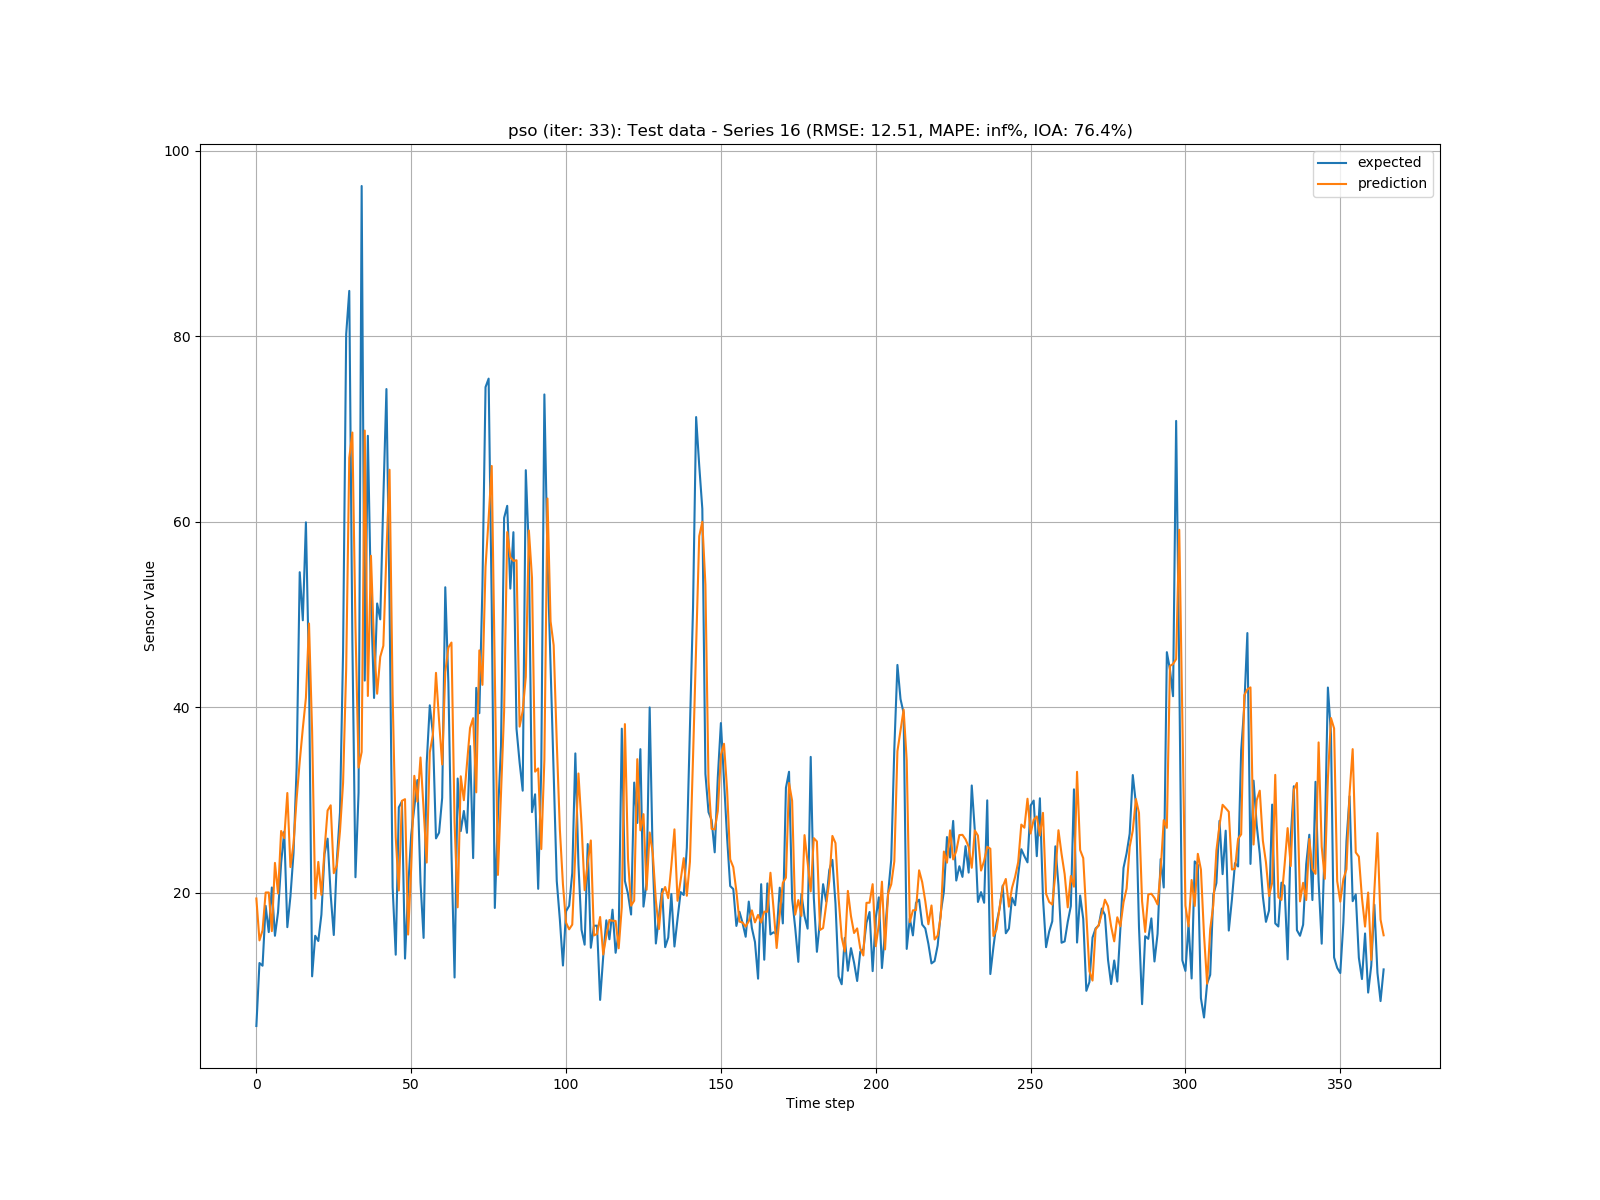 pso (iter: 33): Test data - Series 16 (RMSE: 12.51, MAPE: inf%, IOA: 76.4%)
expected
prediction
100
80
60
40
20
Sensor Value
0 50 100 150 200 250 300 350
Time step